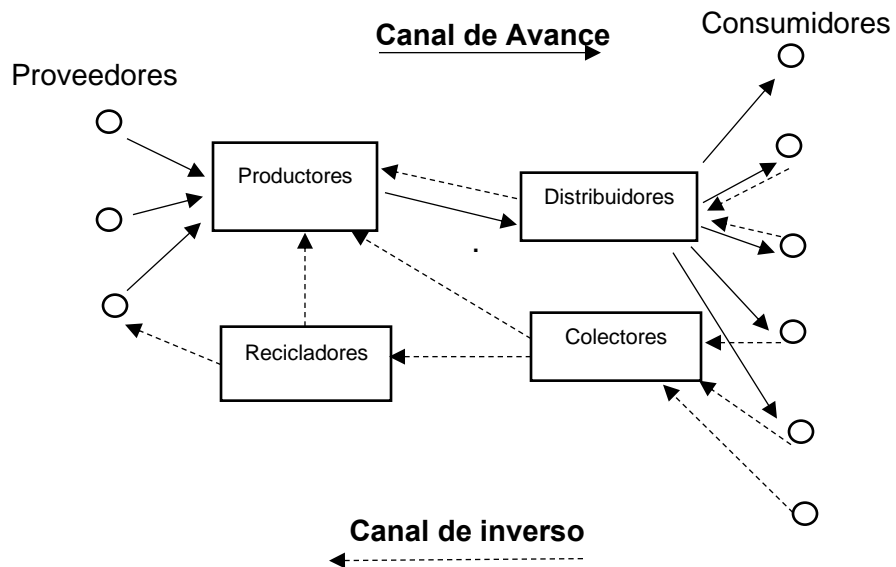 Consumidores
Canal de Avance
Proveedores
Productores
Distribuidores
Recicladores
Colectores
Canal de inverso